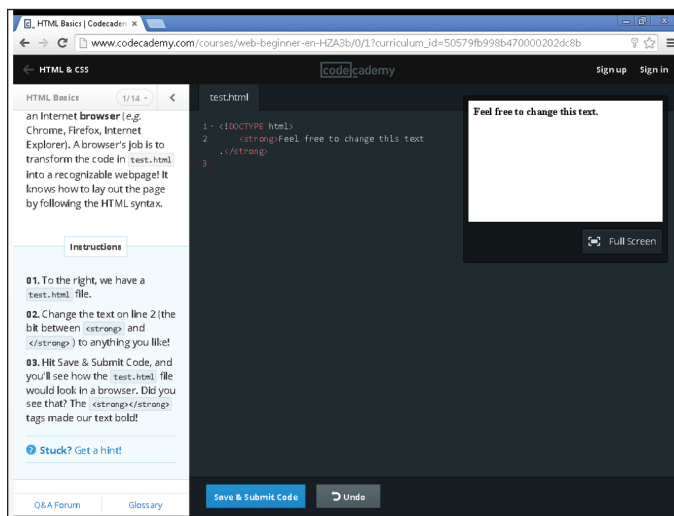 HTML Basics | Codecadem
www.codecademy.com/courses/web-beginner-en-HZA3b/0/1?curriculum_id=50579fb998b470000202dc8b
HTML & CSS
codecademy
Sign up Sign in
HTML Basics 1/14
an Internet browser (e.g.
Chrome, Firefox, Internet
Explorer). A browser's job is to
transform the code in test.html
into a recognizable webpage! It
knows how to lay out the page
by following the HTML syntax.
Instructions
01. To the right, we have a
test.html file.
02. Change the text on line 2 (the
bit between <strong> and
</strong>) to anything you like!
03. Hit Save & Submit Code, and
you'll see how the test.html file
would look in a browser. Did you
see that? The <strong></strong>
tags made our text bold!
Stuck? Get a hint!
Q&A Forum Glossary
test.html
1 <!DOCTYPE html>
2 <strong>Feel free to change this text
.</strong>
3
Feel free to change this text.
Full Screen
Save & Submit Code Undo